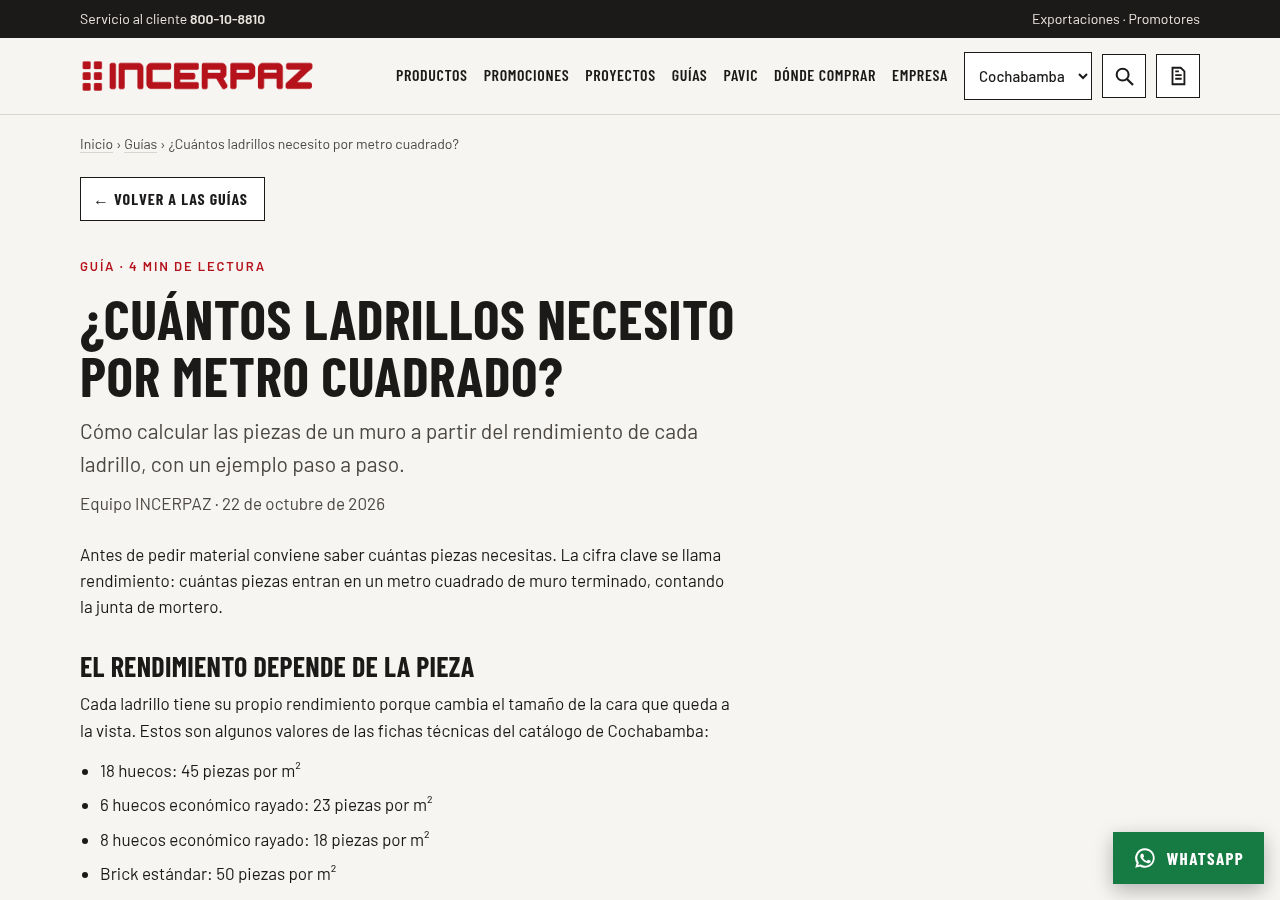 Servicio al cliente 800-10-8810
Exportaciones · Promotores
INCERPAZ
PRODUCTOS PROMOCIONES PROYECTOS GUÍAS PAVIC DÓNDE COMPRAR EMPRESA Cochabamba
Inicio › Guías › ¿Cuántos ladrillos necesito por metro cuadrado?
← VOLVER A LAS GUÍAS
GUÍA · 4 MIN DE LECTURA
¿CUÁNTOS LADRILLOS NECESITO
POR METRO CUADRADO?
Cómo calcular las piezas de un muro a partir del rendimiento de cada
ladrillo, con un ejemplo paso a paso.
Equipo INCERPAZ · 22 de octubre de 2026
Antes de pedir material conviene saber cuántas piezas necesitas. La cifra clave se llama
rendimiento: cuántas piezas entran en un metro cuadrado de muro terminado, contando
la junta de mortero.
EL RENDIMIENTO DEPENDE DE LA PIEZA
Cada ladrillo tiene su propio rendimiento porque cambia el tamaño de la cara que queda a
la vista. Estos son algunos valores de las fichas técnicas del catálogo de Cochabamba:
• 18 huecos: 45 piezas por m²
• 6 huecos económico rayado: 23 piezas por m²
• 8 huecos económico rayado: 18 piezas por m²
• Brick estándar: 50 piezas por m²
WHATSAPP